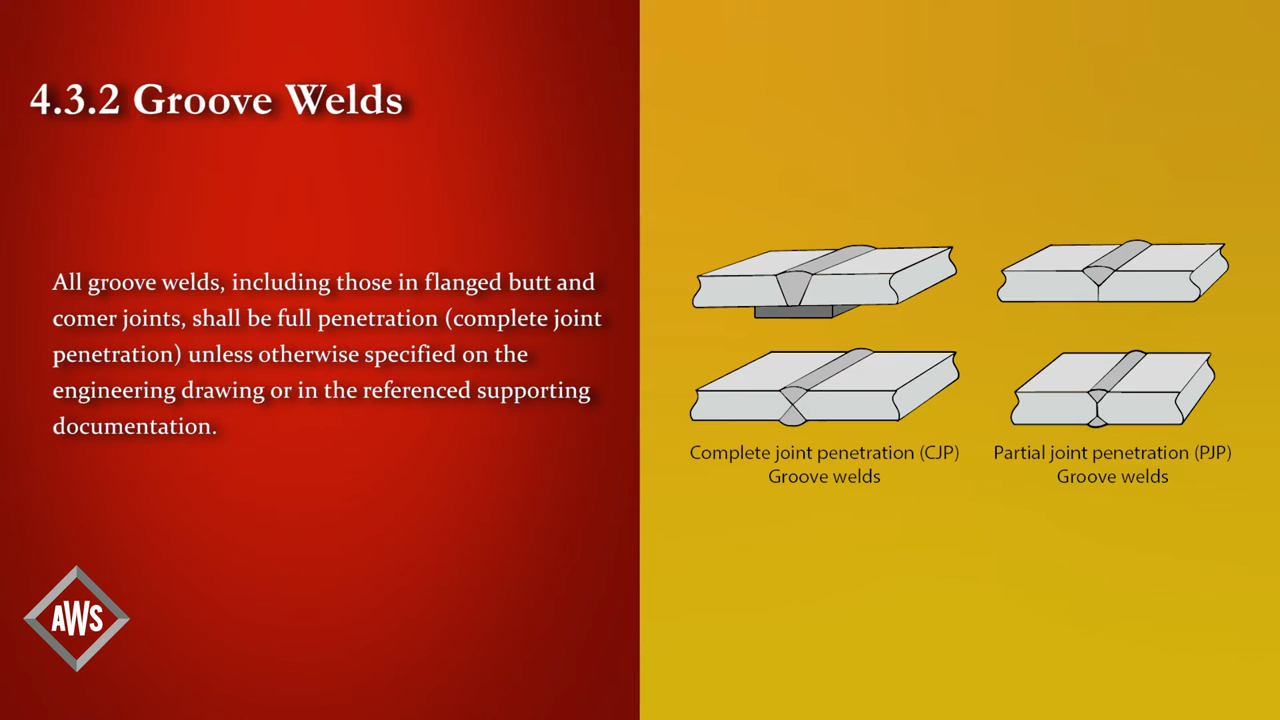 4.3.2 Groove Welds
All groove welds, including those in flanged butt and
comer joints, shall be full penetration (complete joint
penetration) unless otherwise specified on the
engineering drawing or in the referenced supporting
documentation.
AWS
Complete joint penetration (CJP)
Groove welds
Partial joint penetration (PJP)
Groove welds